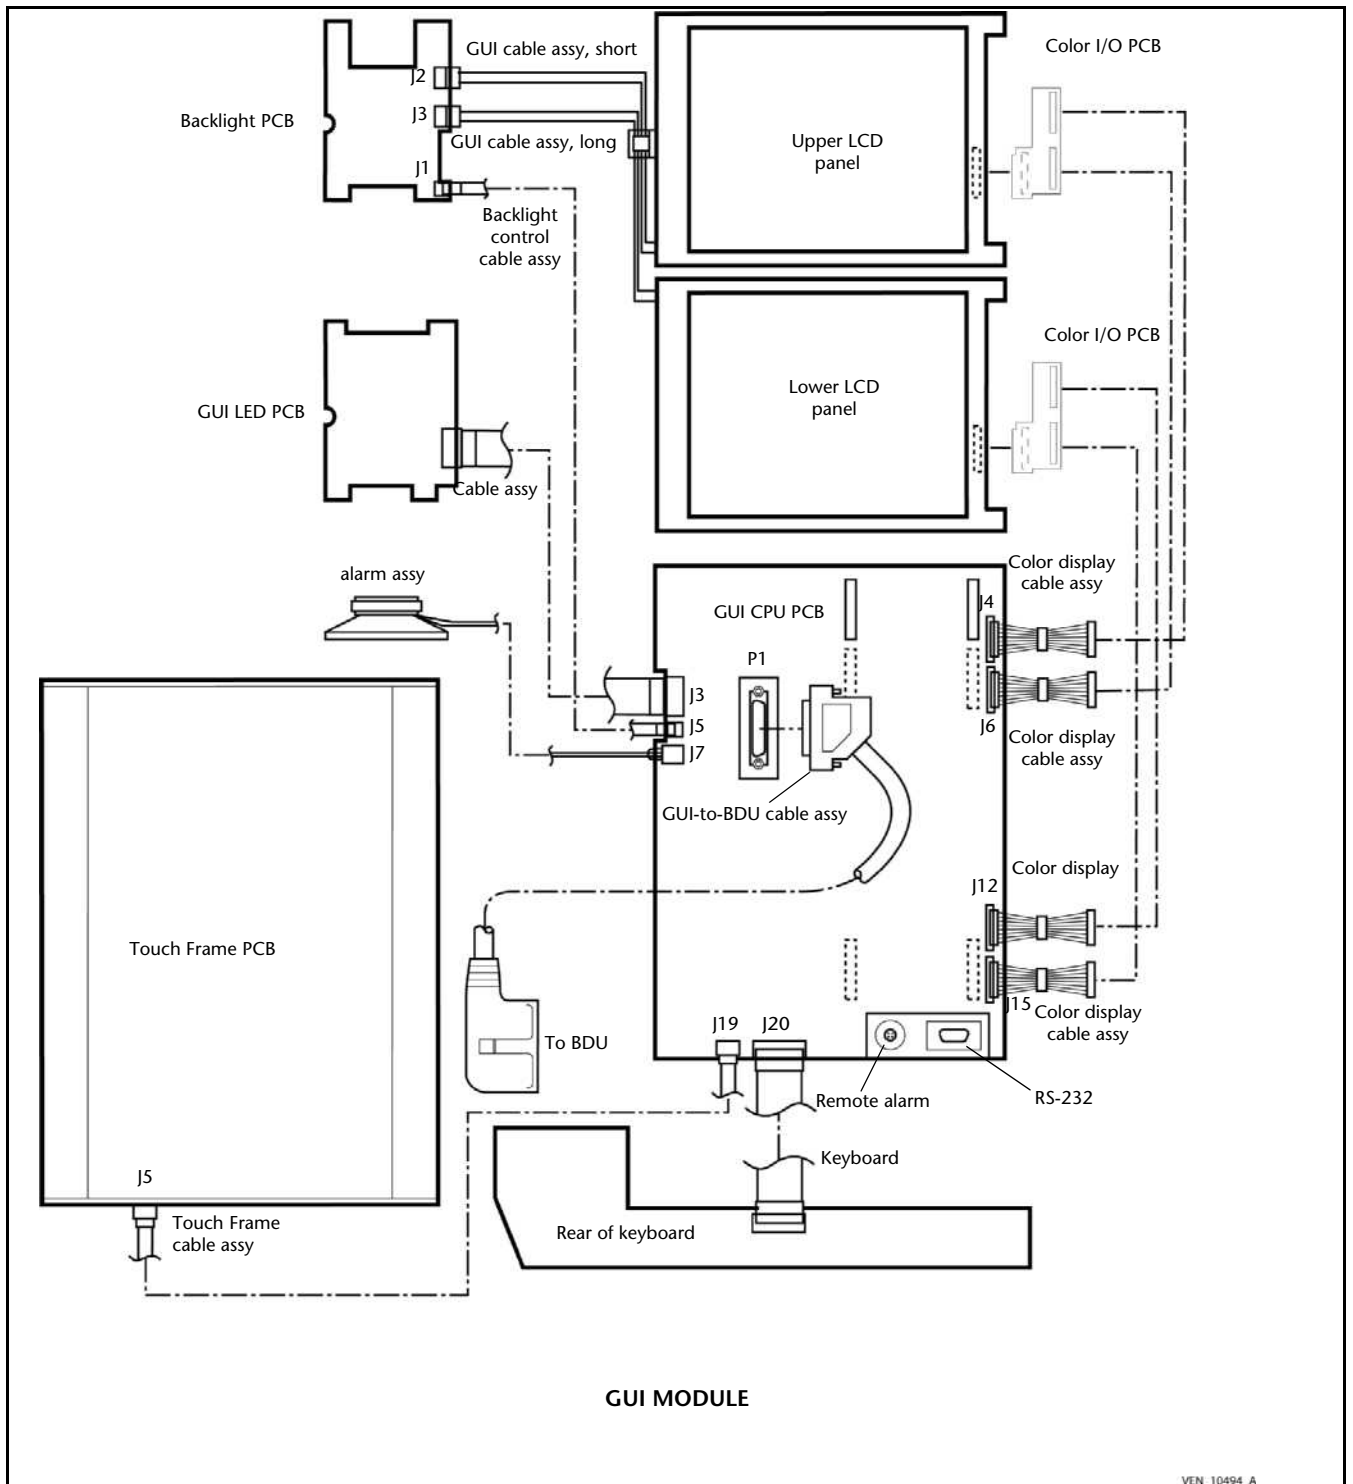 GUI cable assy, short
Color I/O PCB
J2
Backlight PCB
J3
GUI cable assy, long
Upper LCD
panel
J1
Backlight
control
cable assy
Color I/O PCB
GUI LED PCB
Lower LCD
panel
Cable assy
alarm assy
Color display
cable assy
GUI CPU PCB
J4
P1
J3
J5
J6
J7
Color display
cable assy
GUI-to-BDU cable assy
Color display
J12
Touch Frame PCB
J15
Color display
cable assy
J19
J20
To BDU
Remote alarm
RS-232
Keyboard
J5
Touch Frame
cable assy
Rear of keyboard
GUI MODULE
VEN_10494_A